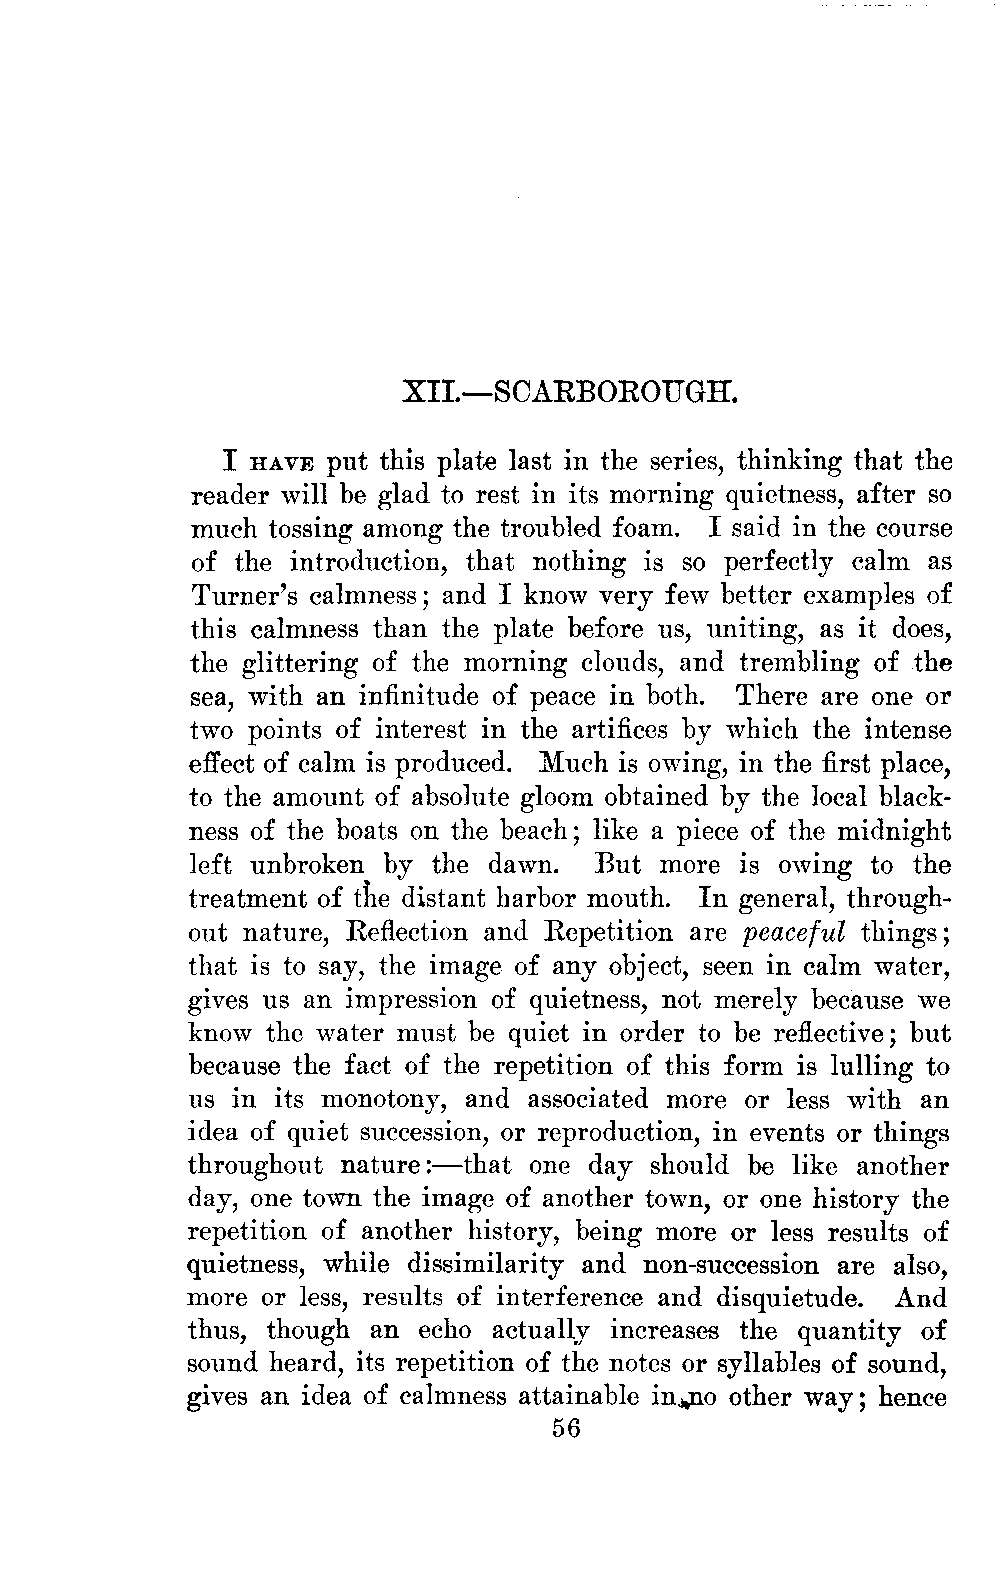 XII.—SCARBOROUGH.
I HAVE put this plate last in the series, thinking that the
reader will be glad to rest in its morning quietness, after so
much tossing among the troubled foam. I said in the course
of the introduction, that nothing is so perfectly calm as
Turner's calmness; and I know very few better examples of
this calmness than the plate before us, uniting, as it does,
the glittering of the morning clouds, and trembling of the
sea, with an infinitude of peace in both. There are one or
two points of interest in the artifices by which the intense
effect of calm is produced. Much is owing, in the first place,
to the amount of absolute gloom obtained by the local black-
ness of the boats on the beach; like a piece of the midnight
left unbroken by the dawn. But more is owing to the
treatment of the distant harbor mouth. In general, through-
out nature, Reflection and Repetition are peaceful things;
that is to say, the image of any object, seen in calm water,
gives us an impression of quietness, not merely because we
know the water must be quiet in order to be reflective; but
because the fact of the repetition of this form is lulling to
us in its monotony, and associated more or less with an
idea of quiet succession, or reproduction, in events or things
throughout nature:—that one day should be like another
day, one town the image of another town, or one history the
repetition of another history, being more or less results of
quietness, while dissimilarity and non-succession are also,
more or less, results of interference and disquietude. And
thus, though an echo actually increases the quantity of
sound heard, its repetition of the notes or syllables of sound,
gives an idea of calmness attainable in no other way; hence
56